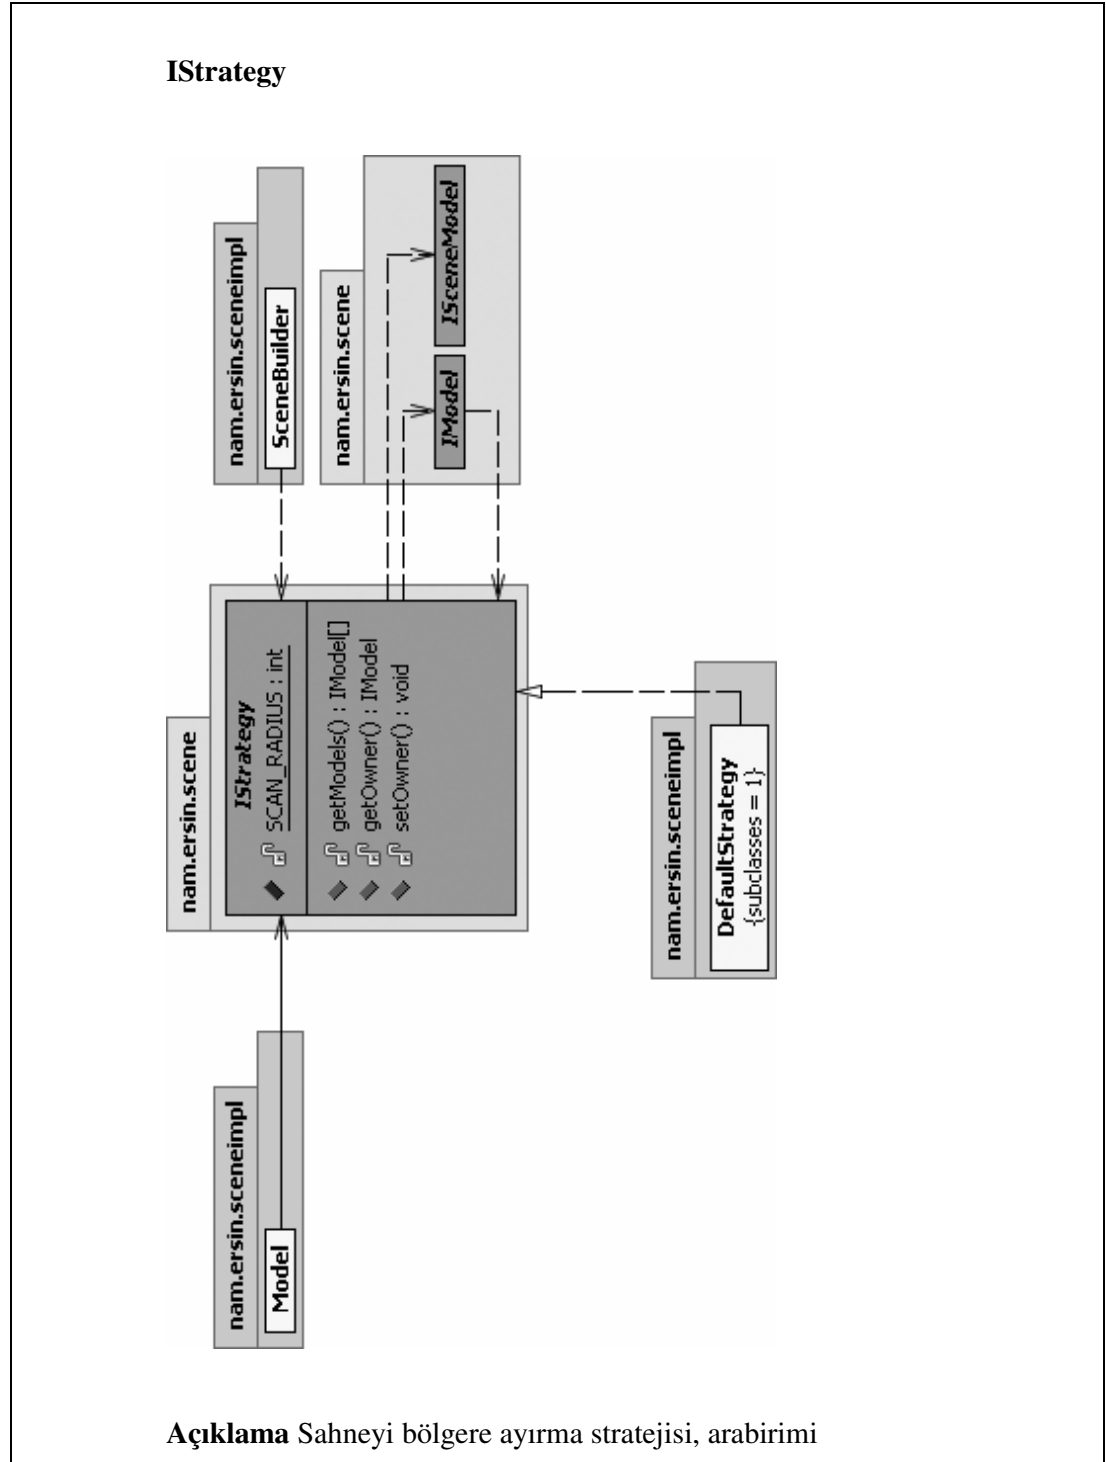 IStrategy
nam.ersin.sceneimpl
SceneBuilder
nam.ersin.scene
ISceneModel
IModel
nam.ersin.scene
IStrategy
SCAN_RADIUS : int
getModels() : IModel[]
getOwner() : IModel
setOwner() : void
nam.ersin.sceneimpl
DefaultStrategy
{subclasses = 1}
nam.ersin.sceneimpl
Model
Açıklama Sahneyi bölgere ayırma stratejisi, arabirimi